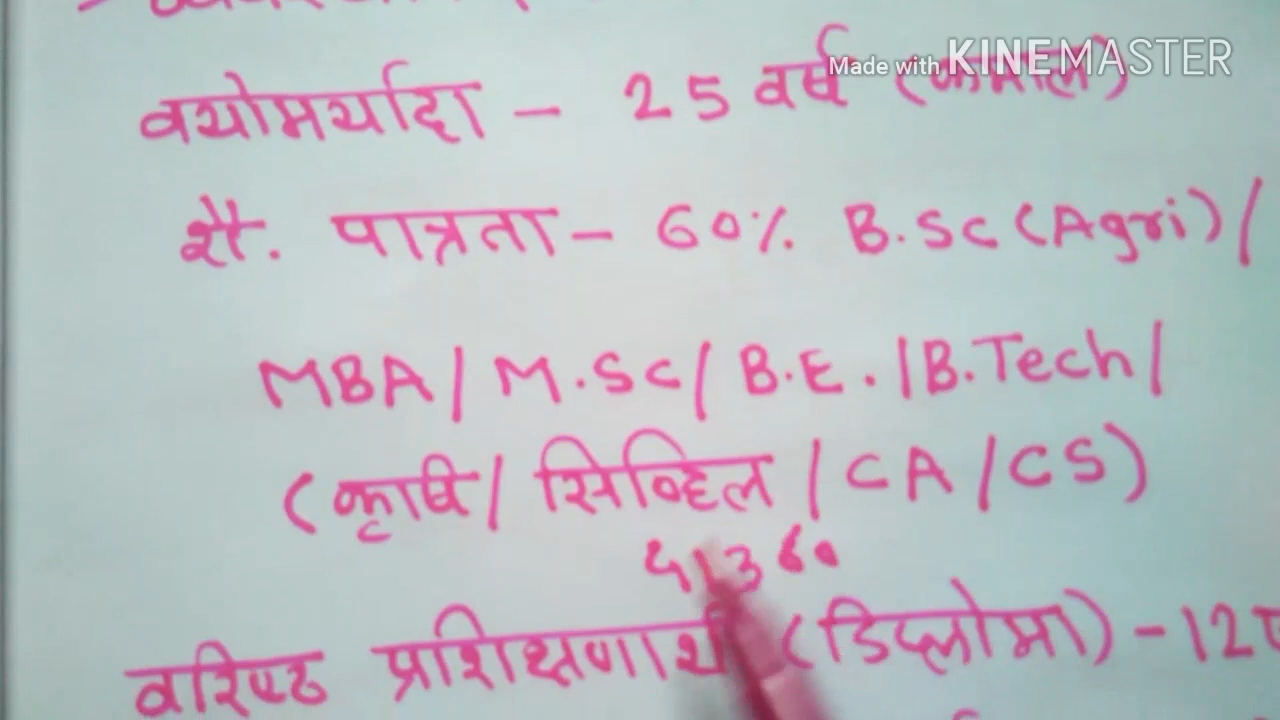 Made with KINEMASTER
वयोमर्यादा - 25 वर्ष (कमाल)
शै. पात्रता - 60% B.Sc (Agri) /
MBA / M.Sc / B.E. / B.Tech /
(कृषि / सिव्हिल / CA / CS)
वरिष्ठ प्रशिक्षणार्थी (डिप्लोमा) - 12